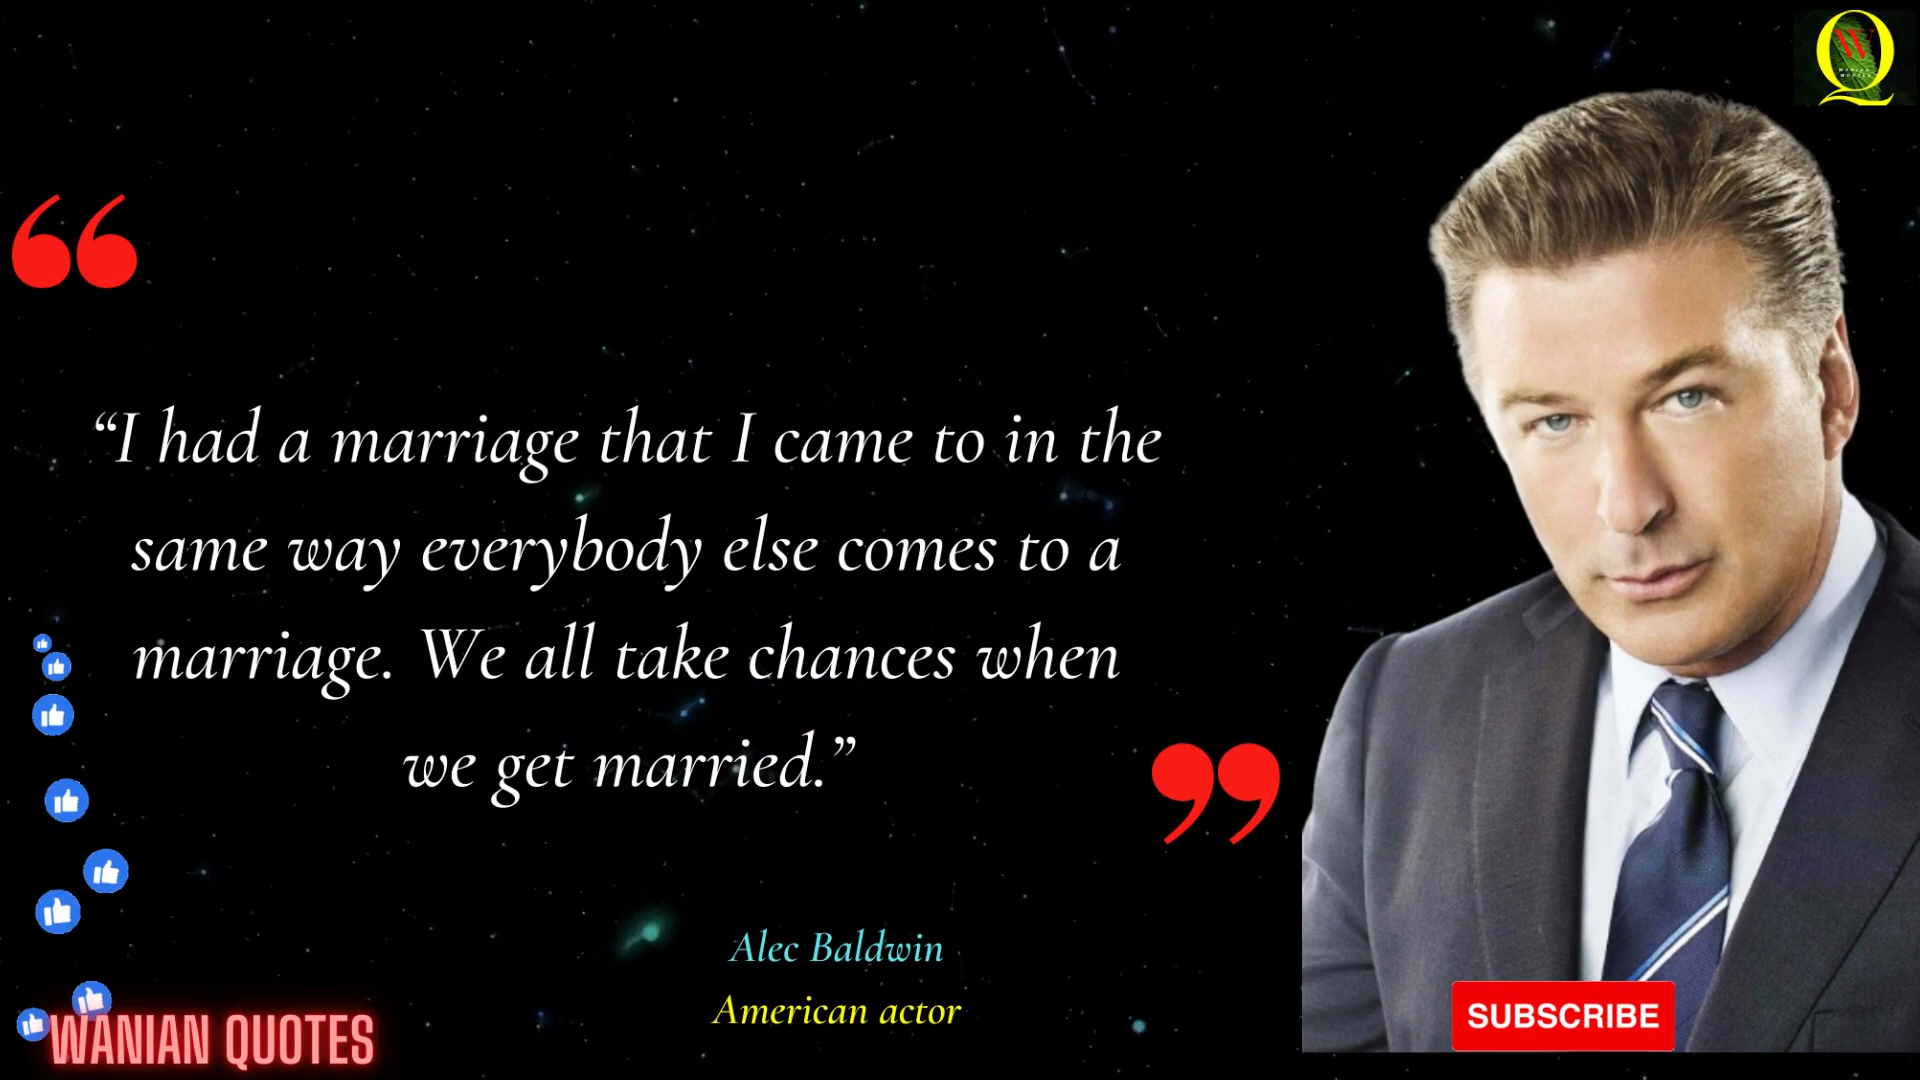 “I had a marriage that I came to in the
same way everybody else comes to a
marriage. We all take chances when
we get married.”
Alec Baldwin
American actor
WANIAN QUOTES
SUBSCRIBE